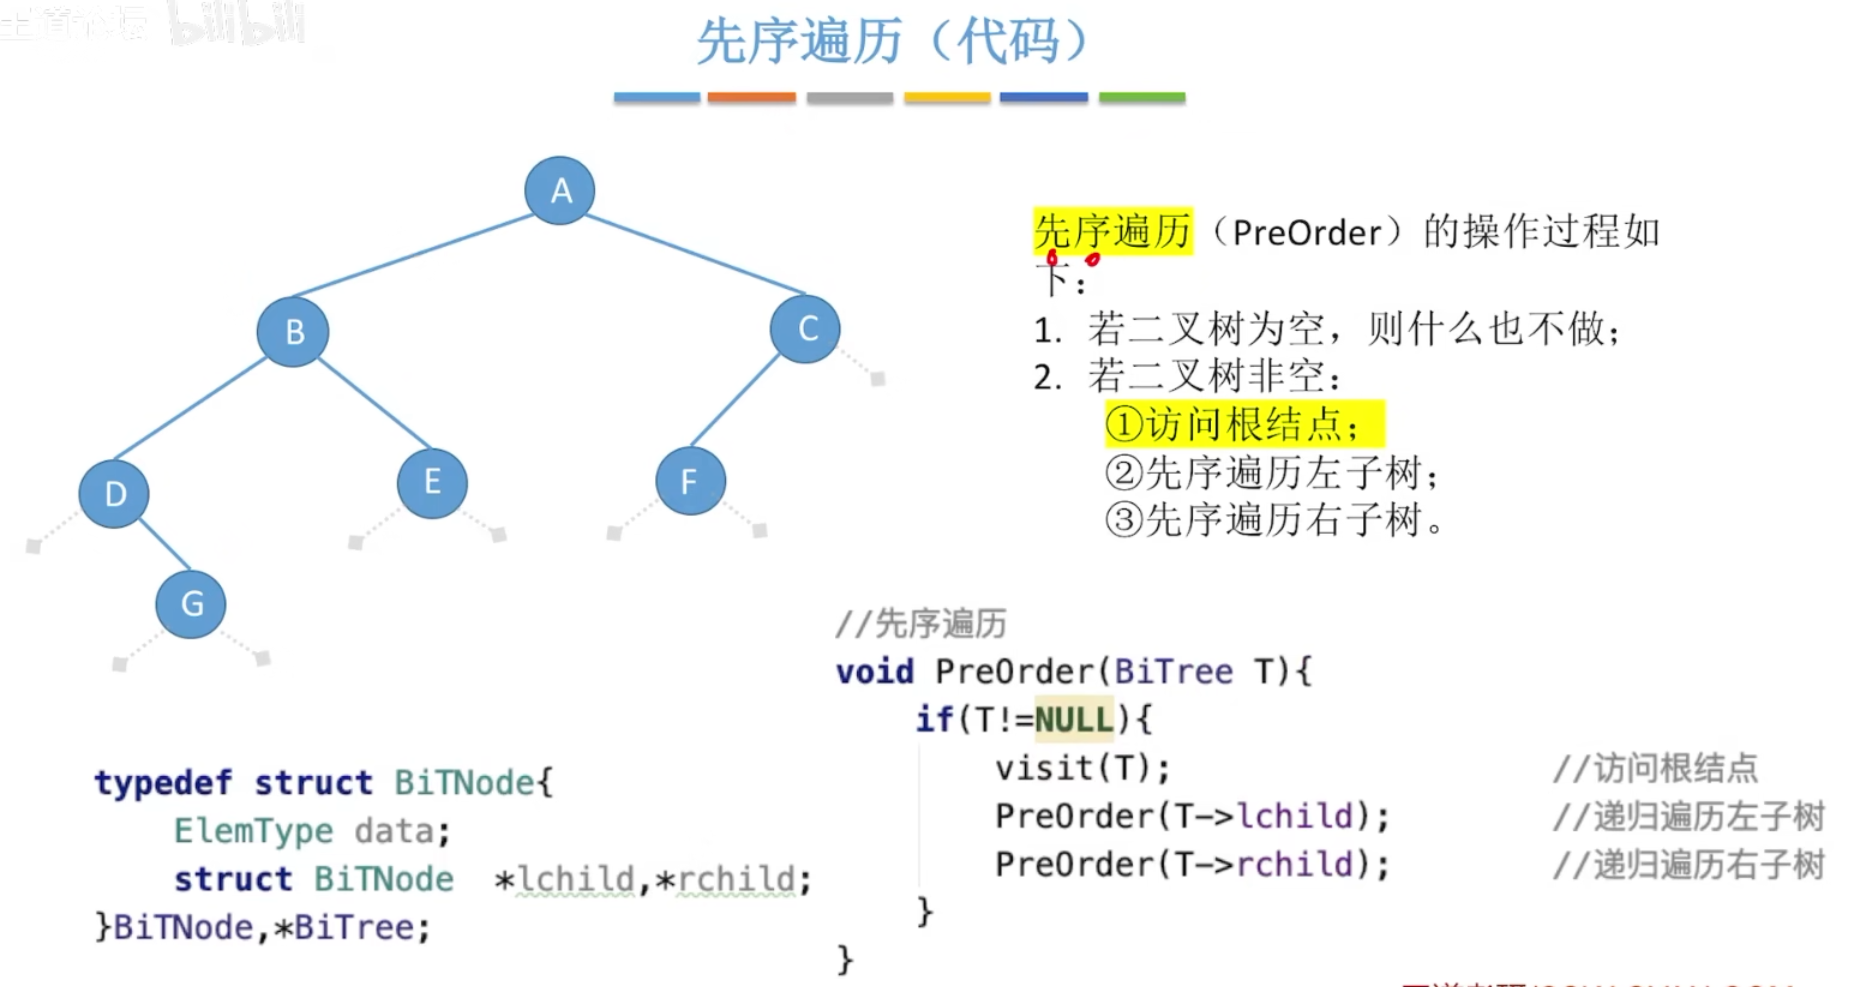 bilibili
先序遍历（代码）
A
B
C
D
E
F
G
先序遍历（PreOrder）的操作过程如
下：
1. 若二叉树为空，则什么也不做；
2. 若二叉树非空：
①访问根结点；
②先序遍历左子树；
③先序遍历右子树。
typedef struct BiTNode{
ElemType data;
struct BiTNode *lchild,*rchild;
}BiTNode,*BiTree;
//先序遍历
void PreOrder(BiTree T){
if(T!=NULL){
visit(T); //访问根结点
PreOrder(T->lchild); //递归遍历左子树
PreOrder(T->rchild); //递归遍历右子树
}
}